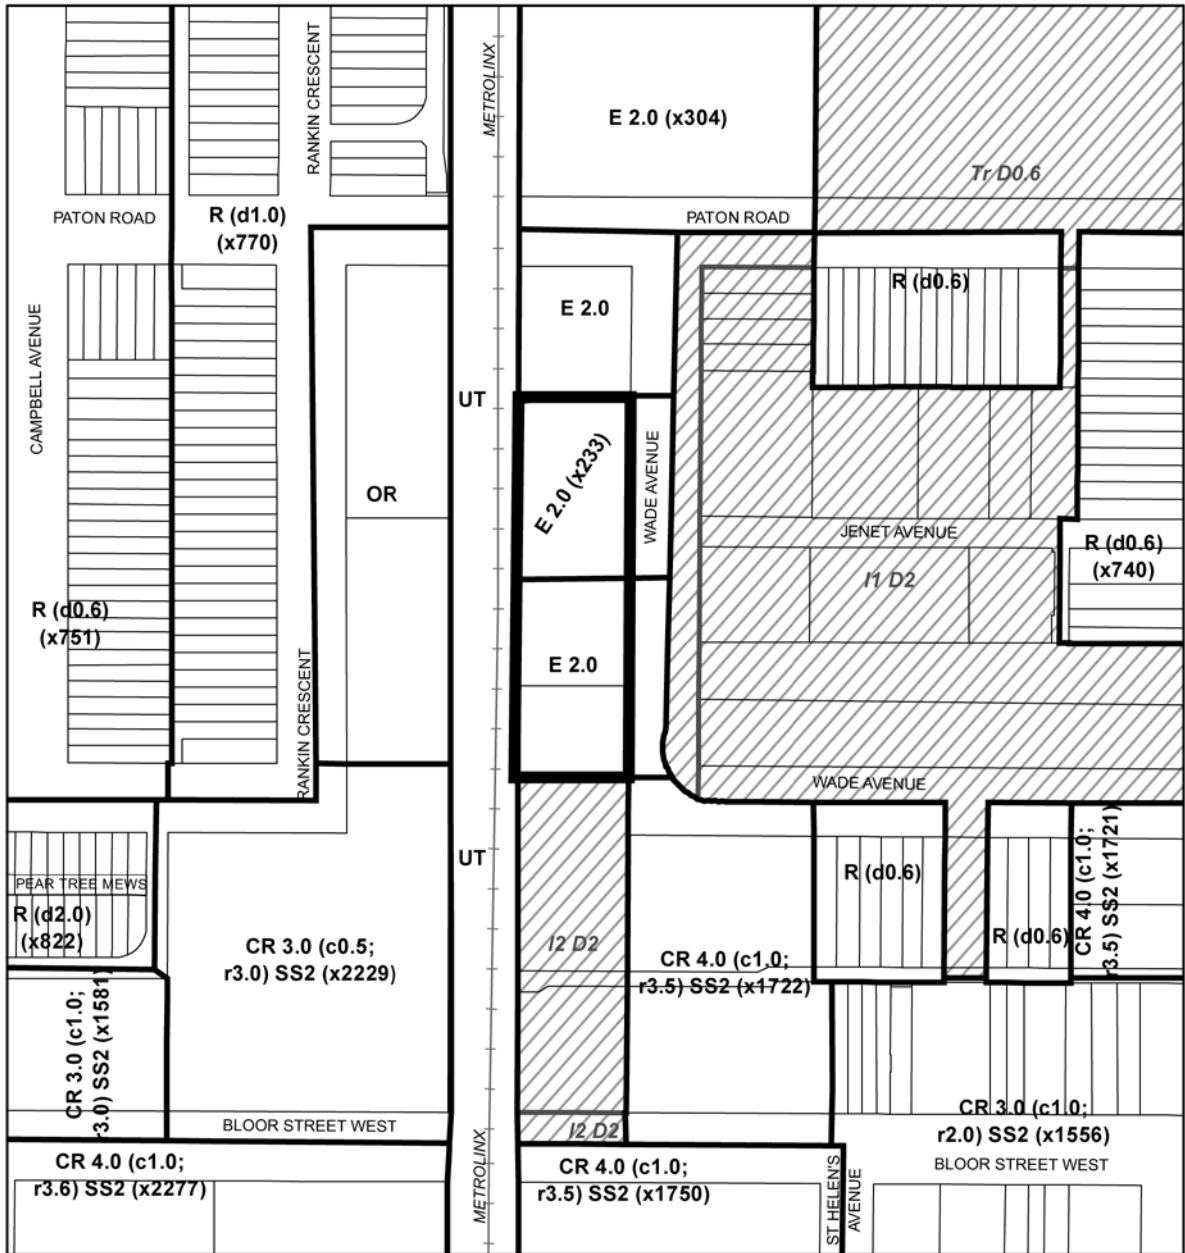 RANKIN CRESCENT
METROLINX
E 2.0 (x304)
Tr D0.6
PATON ROAD
R (d1.0)
(x770)
PATON ROAD
R (d0.6)
E 2.0
CAMPBELL AVENUE
UT
E 2.0 (x233)
WADE AVENUE
OR
JENET AVENUE
R (d0.6)
(x740)
I1 D2
R (d0.6)
(x751)
E 2.0
RANKIN CRESCENT
WADE AVENUE
UT
R (d0.6)
CR 4.0 (c1.0;
r3.5) SS2 (x1721)
PEAR TREE MEWS
R (d2.0)
(x822)
CR 3.0 (c0.5;
r3.0) SS2 (x2229)
I2 D2
CR 4.0 (c1.0;
r3.5) SS2 (x1722)
R (d0.6)
CR 3.0 (c1.0;
r3.0) SS2 (x1581)
BLOOR STREET WEST
I2 D2
CR 3.0 (c1.0;
r2.0) SS2 (x1556)
BLOOR STREET WEST
CR 4.0 (c1.0;
r3.6) SS2 (x2277)
METROLINX
CR 4.0 (c1.0;
r3.5) SS2 (x1750)
ST HELEN'S
AVENUE